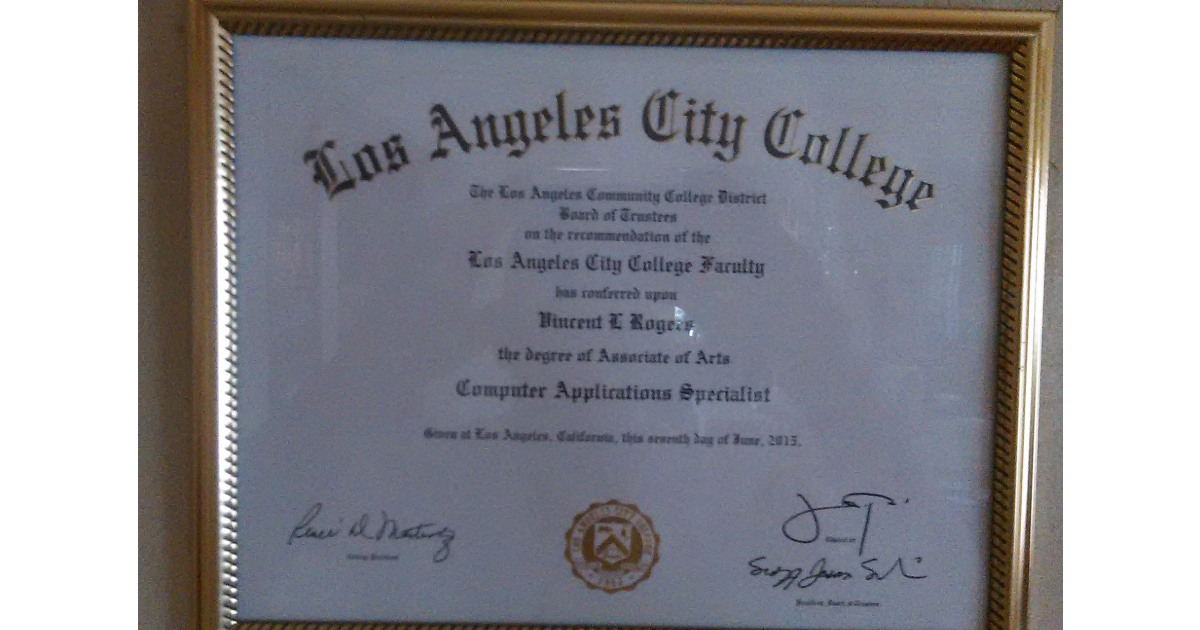 Los Angeles City College
The Los Angeles Community College District
Board of Trustees
on the recommendation of the
Los Angeles City College Faculty
has conferred upon
Vincent L Rogers
the degree of Associate of Arts
Computer Applications Specialist
Given at Los Angeles, California, this seventh day of June, 2015.